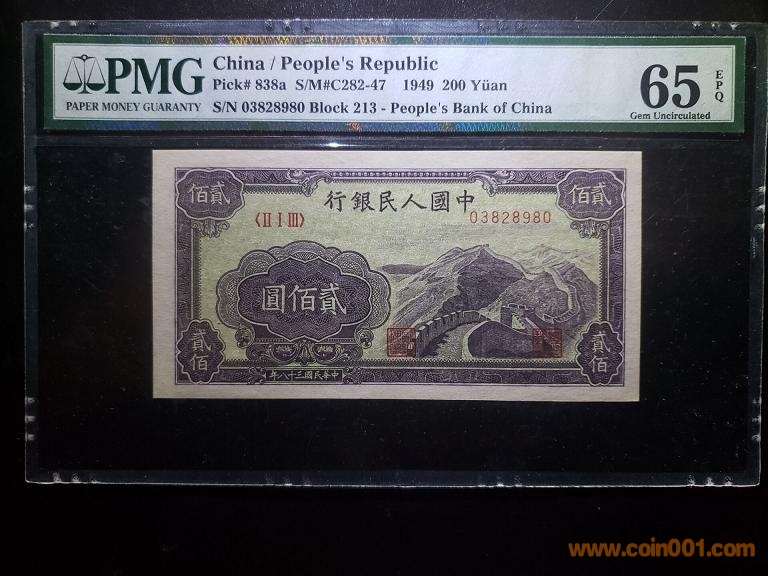 PMG
PAPER MONEY GUARANTY
China / People's Republic
Pick# 838a S/M#C282-47 1949 200 Yüan
S/N 03828980 Block 213 - People's Bank of China
65 EPQ
Gem Uncirculated
行銀民人國中
佰貳
佰貳
〈II I III〉
03828980
圓佰貳
貳佰
貳佰
年八十三國民華中
www.coin001.com